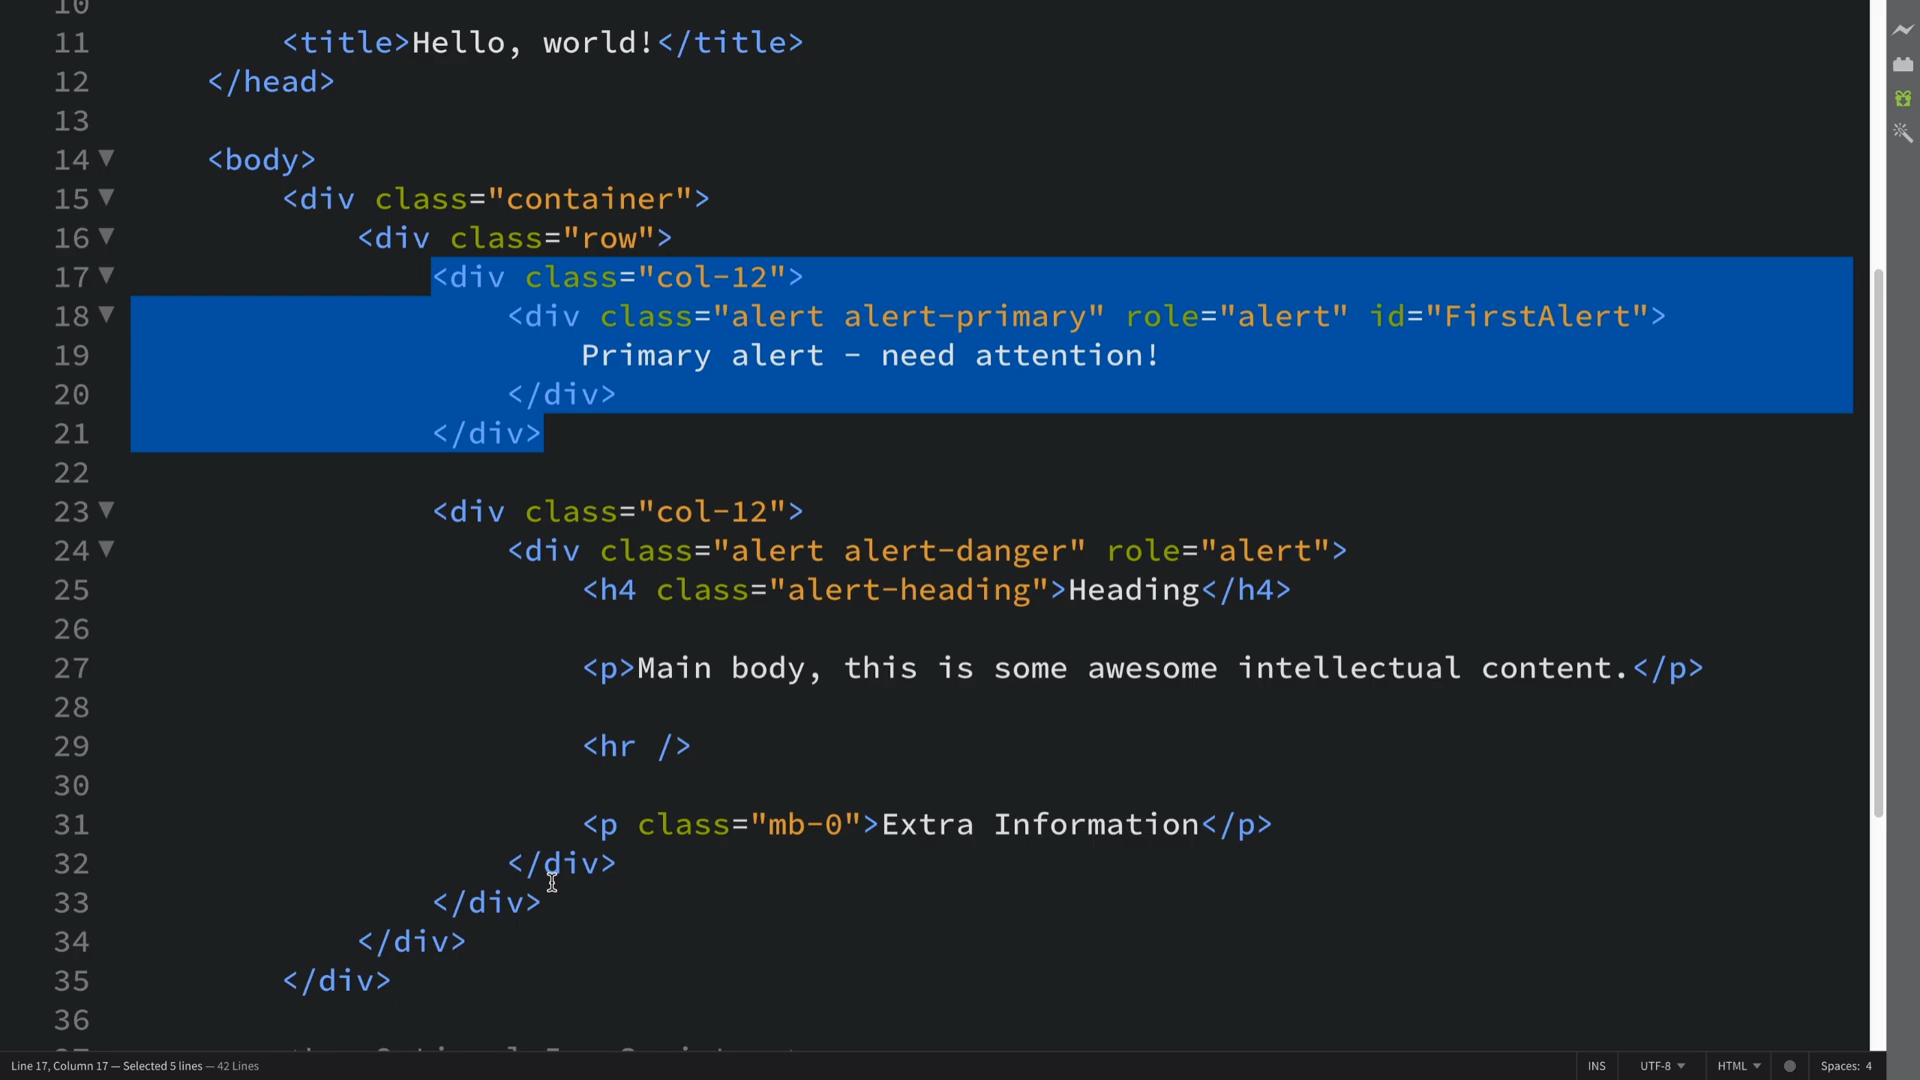 10
11 <title>Hello, world!</title>
12 </head>
13
14 <body>
15 <div class="container">
16 <div class="row">
17 <div class="col-12">
18 <div class="alert alert-primary" role="alert" id="FirstAlert">
19 Primary alert - need attention!
20 </div>
21 </div>
22
23 <div class="col-12">
24 <div class="alert alert-danger" role="alert">
25 <h4 class="alert-heading">Heading</h4>
26
27 <p>Main body, this is some awesome intellectual content.</p>
28
29 <hr />
30
31 <p class="mb-0">Extra Information</p>
32 </div>
33 </div>
34 </div>
35 </div>
36
Line 17, Column 17 — Selected 5 lines — 42 Lines INS UTF-8 HTML Spaces: 4